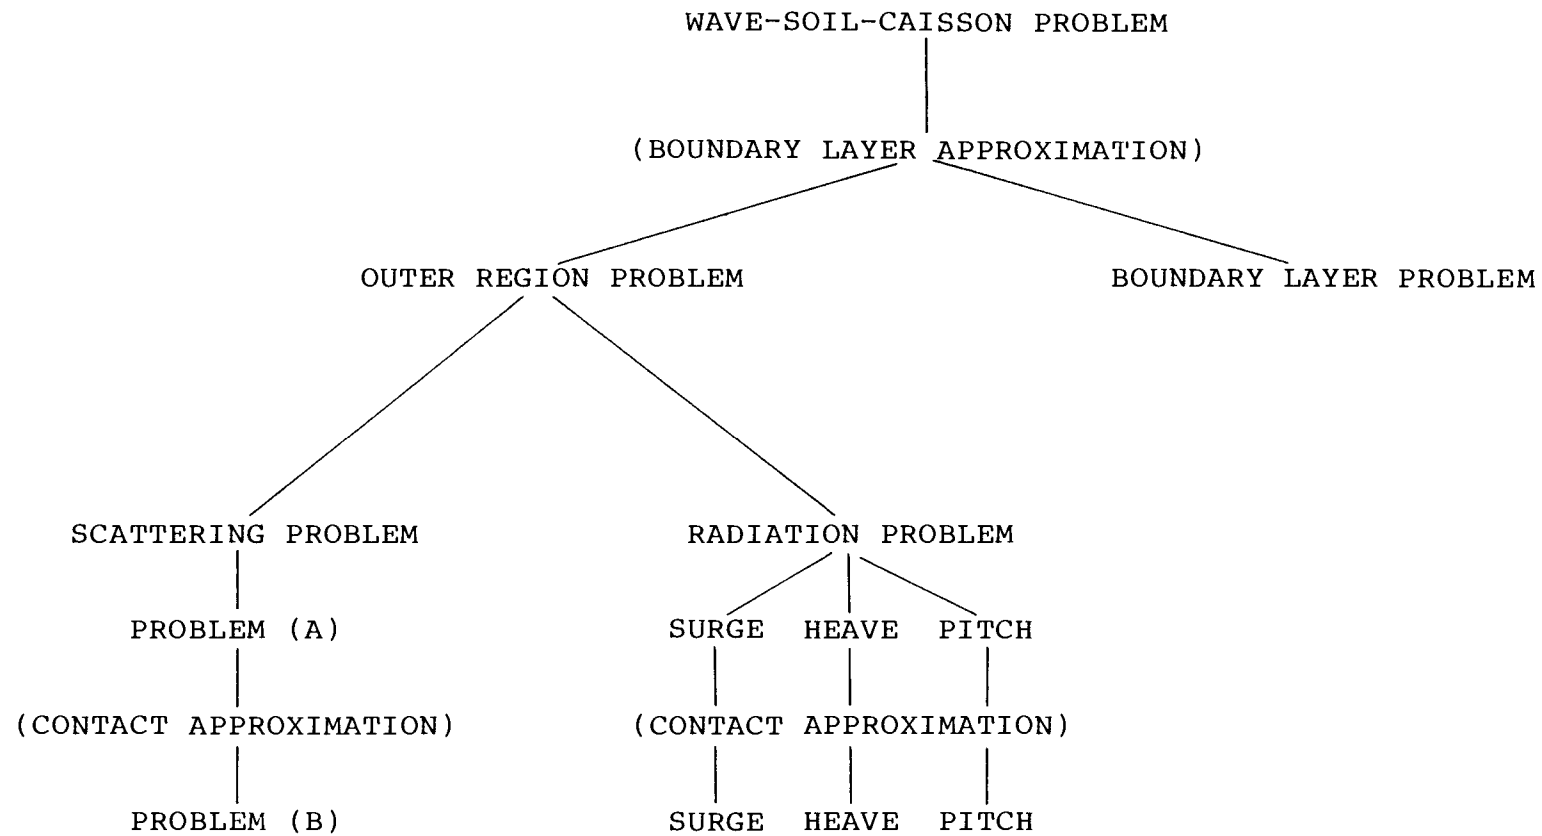 WAVE-SOIL-CAISSON PROBLEM
(BOUNDARY LAYER APPROXIMATION)
OUTER REGION PROBLEM
BOUNDARY LAYER PROBLEM
SCATTERING PROBLEM
RADIATION PROBLEM
PROBLEM (A)
SURGE HEAVE PITCH
(CONTACT APPROXIMATION)
(CONTACT APPROXIMATION)
PROBLEM (B)
SURGE HEAVE PITCH